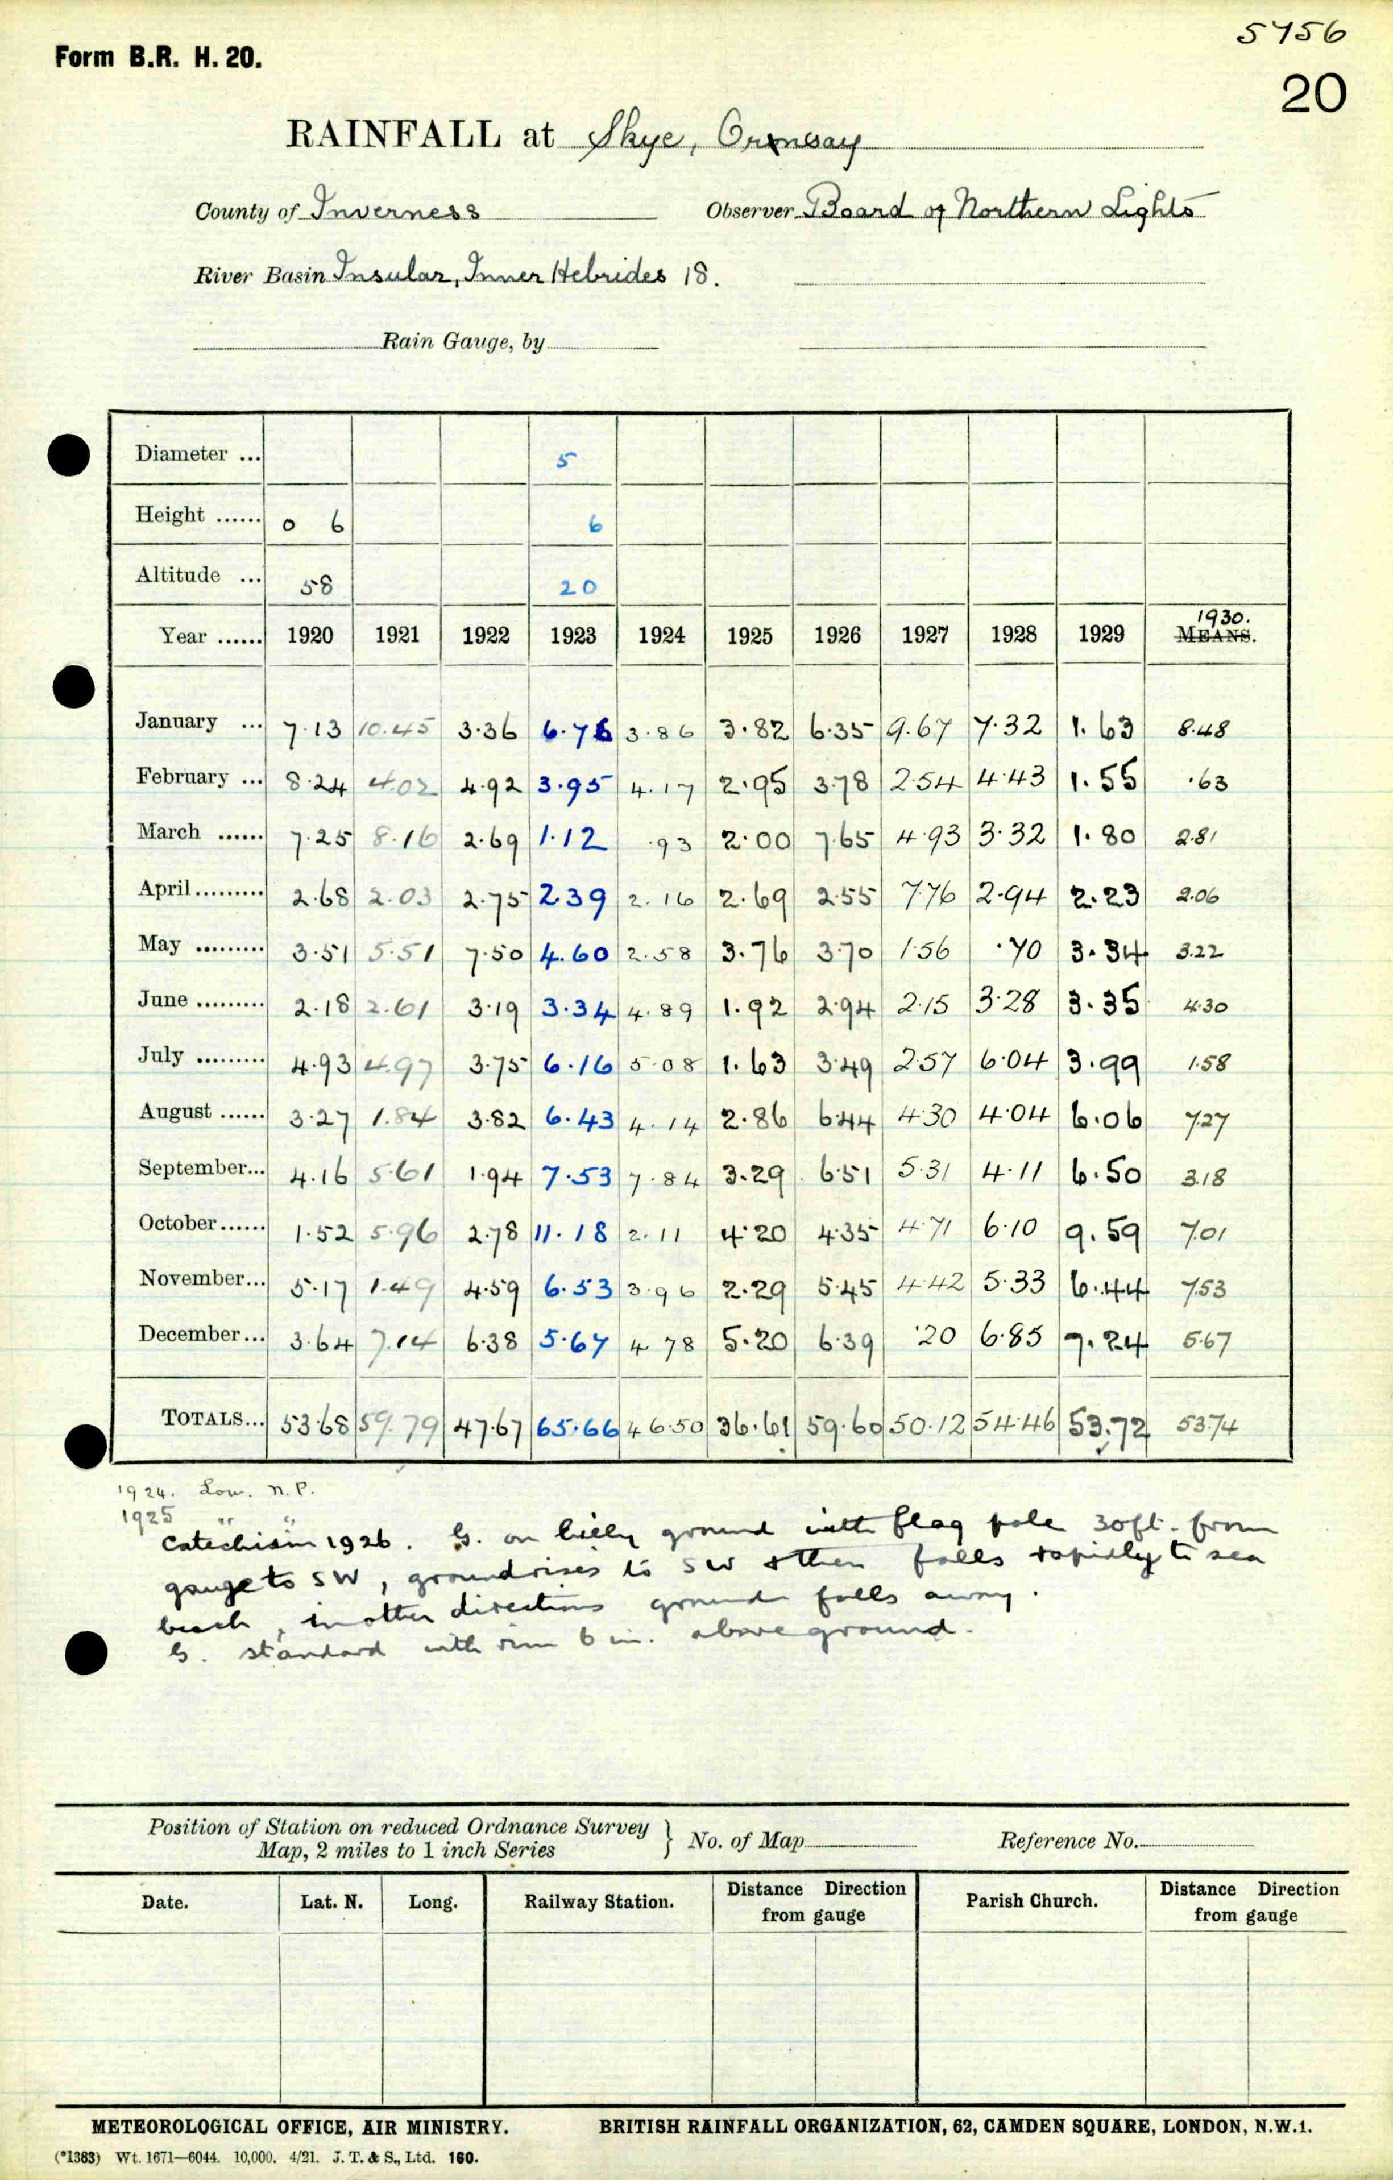 5756
Form B.R. H. 20.
20
RAINFALL at Skye, Ornsay
County of Inverness Observer Board of Northern Lights
River Basin Insular, Inner Hebrides 18.
Rain Gauge, by
Diameter ... 5
Height ...... 0 6 6
Altitude ... 58 20
1930.
Year ...... 1920 1921 1922 1923 1924 1925 1926 1927 1928 1929 MEANS.
January ... 7.13 10.45 3.36 6.76 3.86 3.82 6.35 9.67 7.32 1.63 8.48
February ... 8.24 4.02 4.92 3.95 4.17 2.95 3.78 2.54 4.43 1.55 .63
March ...... 7.25 8.16 2.69 1.12 .93 2.00 7.65 4.93 3.32 1.80 2.81
April ......... 2.68 2.03 2.75 2.39 2.16 2.69 2.55 7.76 2.94 2.23 2.06
May ......... 3.51 5.51 7.50 4.60 2.58 3.76 3.70 1.56 .70 3.34 3.22
June ......... 2.18 2.61 3.19 3.34 4.89 1.92 2.94 2.15 3.28 3.35 4.30
July ......... 4.93 4.97 3.75 6.16 5.08 1.63 3.49 2.57 6.04 3.99 1.58
August ...... 3.27 1.84 3.82 6.43 4.14 2.86 6.44 4.30 4.04 6.06 7.27
September... 4.16 5.61 1.94 7.53 7.84 3.29 6.51 5.31 4.11 6.50 3.18
October...... 1.52 5.96 2.78 11.18 2.11 4.20 4.35 4.71 6.10 9.59 7.01
November... 5.17 1.49 4.59 6.53 3.96 2.29 5.45 4.42 5.33 6.44 7.53
December... 3.64 7.14 6.38 5.67 4.78 5.20 6.39 .20 6.85 7.24 5.67
TOTALS... 53.68 59.79 47.67 65.66 46.50 36.61 59.60 50.12 54.46 53.72 53.74
1924. Low. n.P.
1925 " "
Catechism 1926. G. on hilly ground with flag pole 30ft. from
gauge to SW, ground rises to SW & then falls rapidly to sea
beach, in other directions ground falls away.
G. standard with rim 6 in. above ground.
Position of Station on reduced Ordnance Survey
Map, 2 miles to 1 inch Series } No. of Map Reference No.
Date. Lat. N. Long. Railway Station. Distance Direction from gauge Parish Church. Distance Direction from gauge
METEOROLOGICAL OFFICE, AIR MINISTRY. BRITISH RAINFALL ORGANIZATION, 62, CAMDEN SQUARE, LONDON, N.W.1.
(*1383) Wt. 1671—6044. 10,000. 4/21. J. T. & S., Ltd. 160.